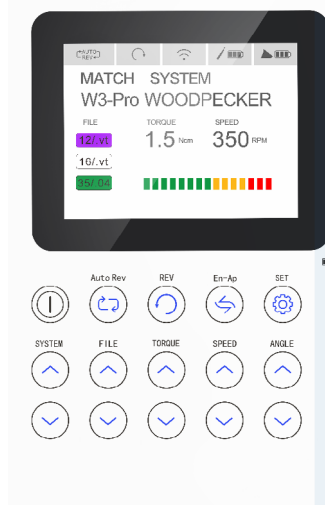 AUTO
REV
MATCH SYSTEM
W3-Pro WOODPECKER
FILE TORQUE SPEED
12/.vt 1.5 Ncm 350 RPM
16/.vt
35/.04
Auto Rev REV En-Ap SET
SYSTEM FILE TORQUE SPEED ANGLE